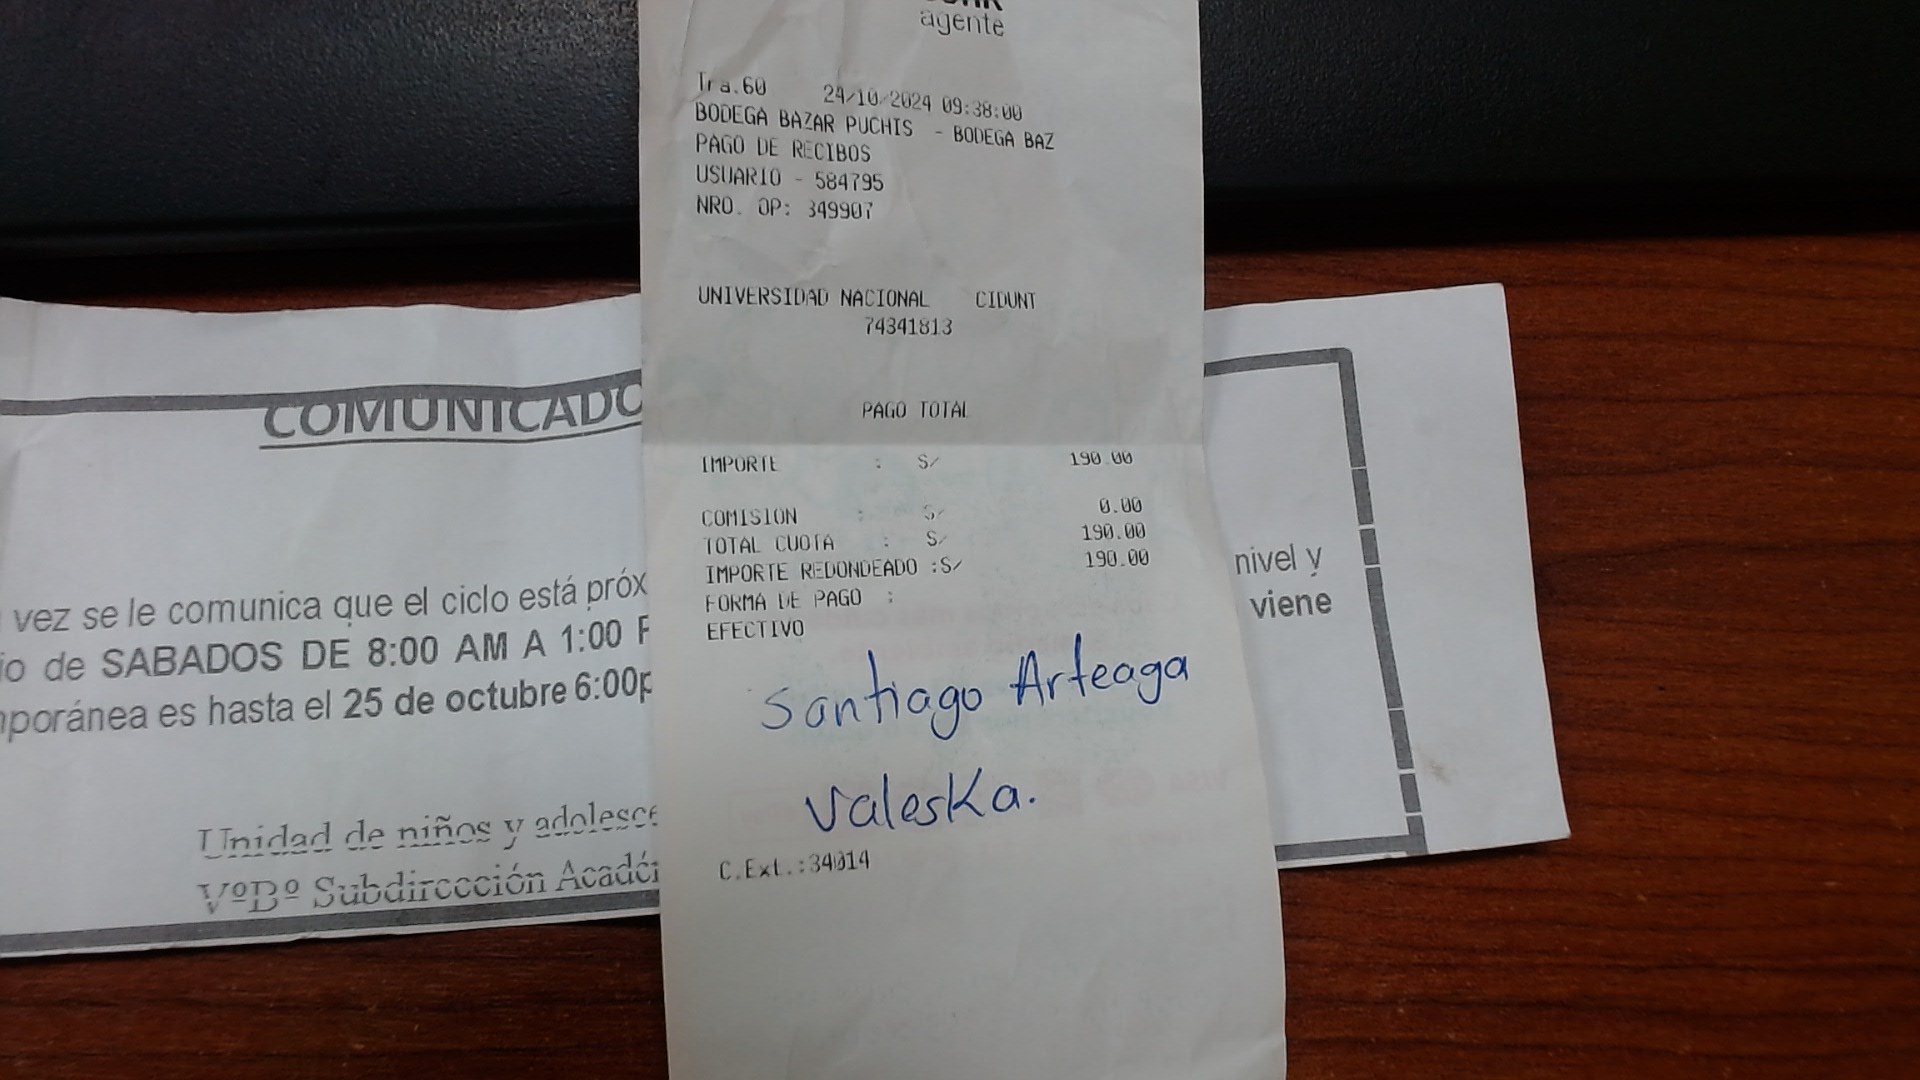 agente
Tra.60 24/10/2024 09:38:00
BODEGA BAZAR PUCHIS - BODEGA BAZ
PAGO DE RECIBOS
USUARIO - 584795
NRO. OP: 349907
UNIVERSIDAD NACIONAL CIDUNT
74341813
PAGO TOTAL
IMPORTE : S/ 190.00
COMISION : S/ 0.00
TOTAL CUOTA : S/ 190.00
IMPORTE REDONDEADO :S/ 190.00
FORMA DE PAGO :
EFECTIVO
Santiago Arteaga
Valeska.
C.Ext.:34014
COMUNICADO
vez se le comunica que el ciclo está próx
nivel y
io de SABADOS DE 8:00 AM A 1:00 P
viene
mporánea es hasta el 25 de octubre 6:00p
Unidad de niños y adolesce
VºBº Subdirección Acadé